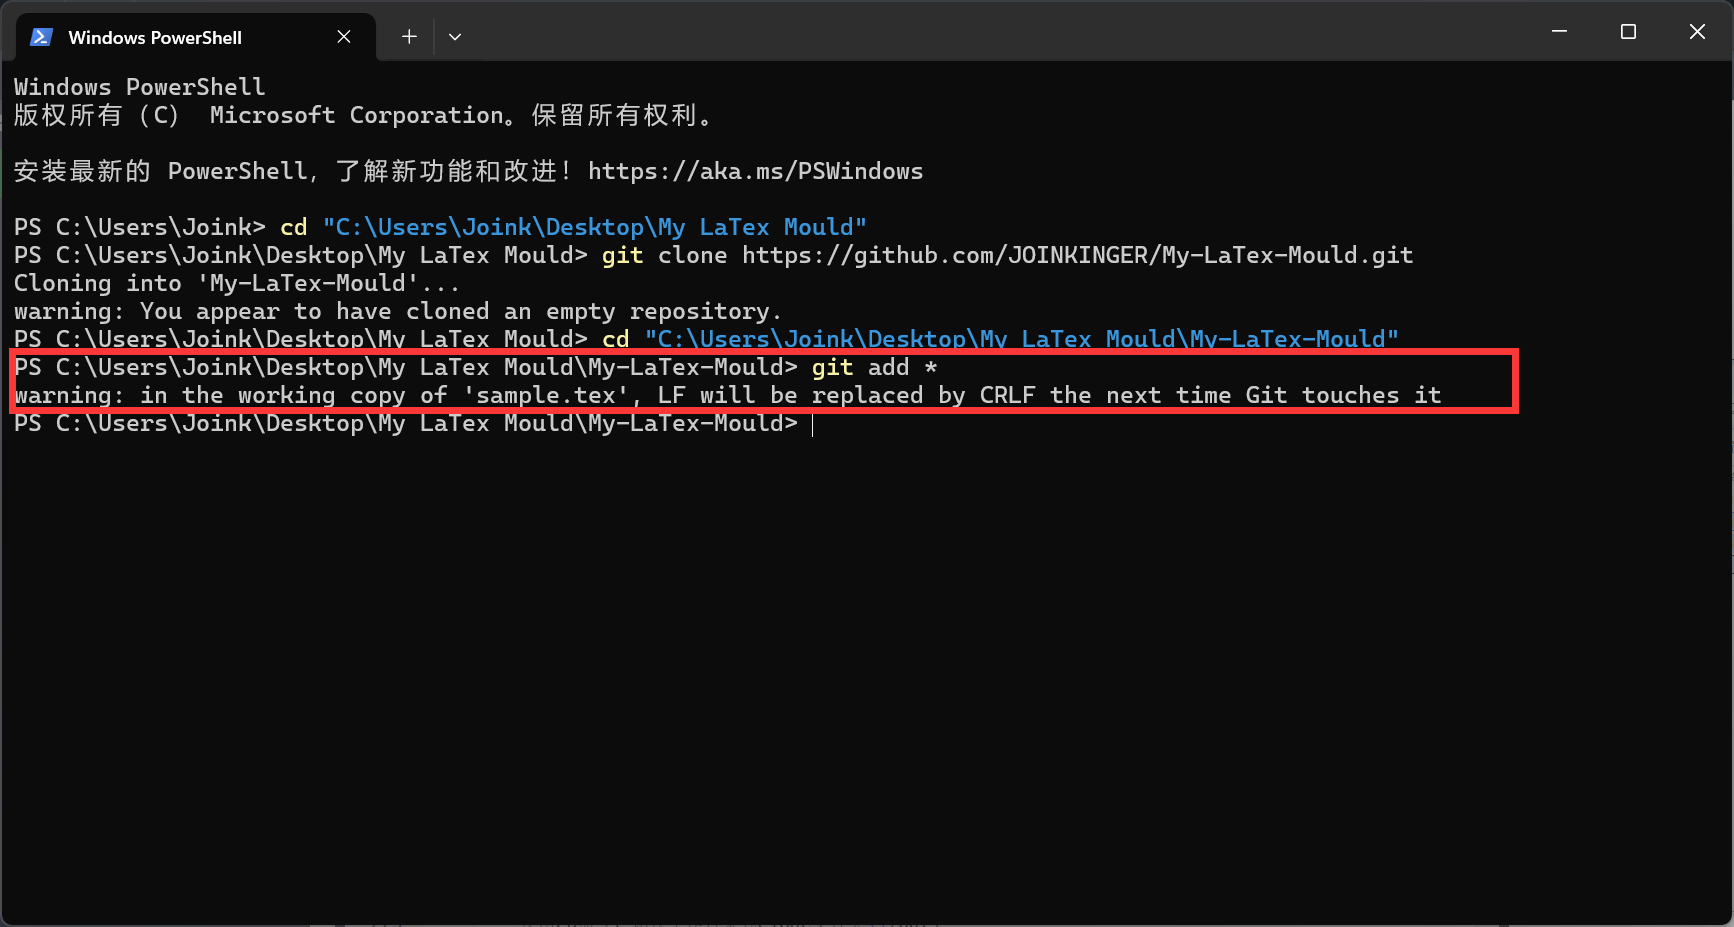 Windows PowerShell
Windows PowerShell
版权所有（C） Microsoft Corporation。保留所有权利。
安装最新的 PowerShell，了解新功能和改进！https://aka.ms/PSWindows
PS C:\Users\Joink> cd "C:\Users\Joink\Desktop\My LaTex Mould"
PS C:\Users\Joink\Desktop\My LaTex Mould> git clone https://github.com/JOINKINGER/My-LaTex-Mould.git
Cloning into 'My-LaTex-Mould'...
warning: You appear to have cloned an empty repository.
PS C:\Users\Joink\Desktop\My LaTex Mould> cd "C:\Users\Joink\Desktop\My LaTex Mould\My-LaTex-Mould"
PS C:\Users\Joink\Desktop\My LaTex Mould\My-LaTex-Mould> git add *
warning: in the working copy of 'sample.tex', LF will be replaced by CRLF the next time Git touches it
PS C:\Users\Joink\Desktop\My LaTex Mould\My-LaTex-Mould>